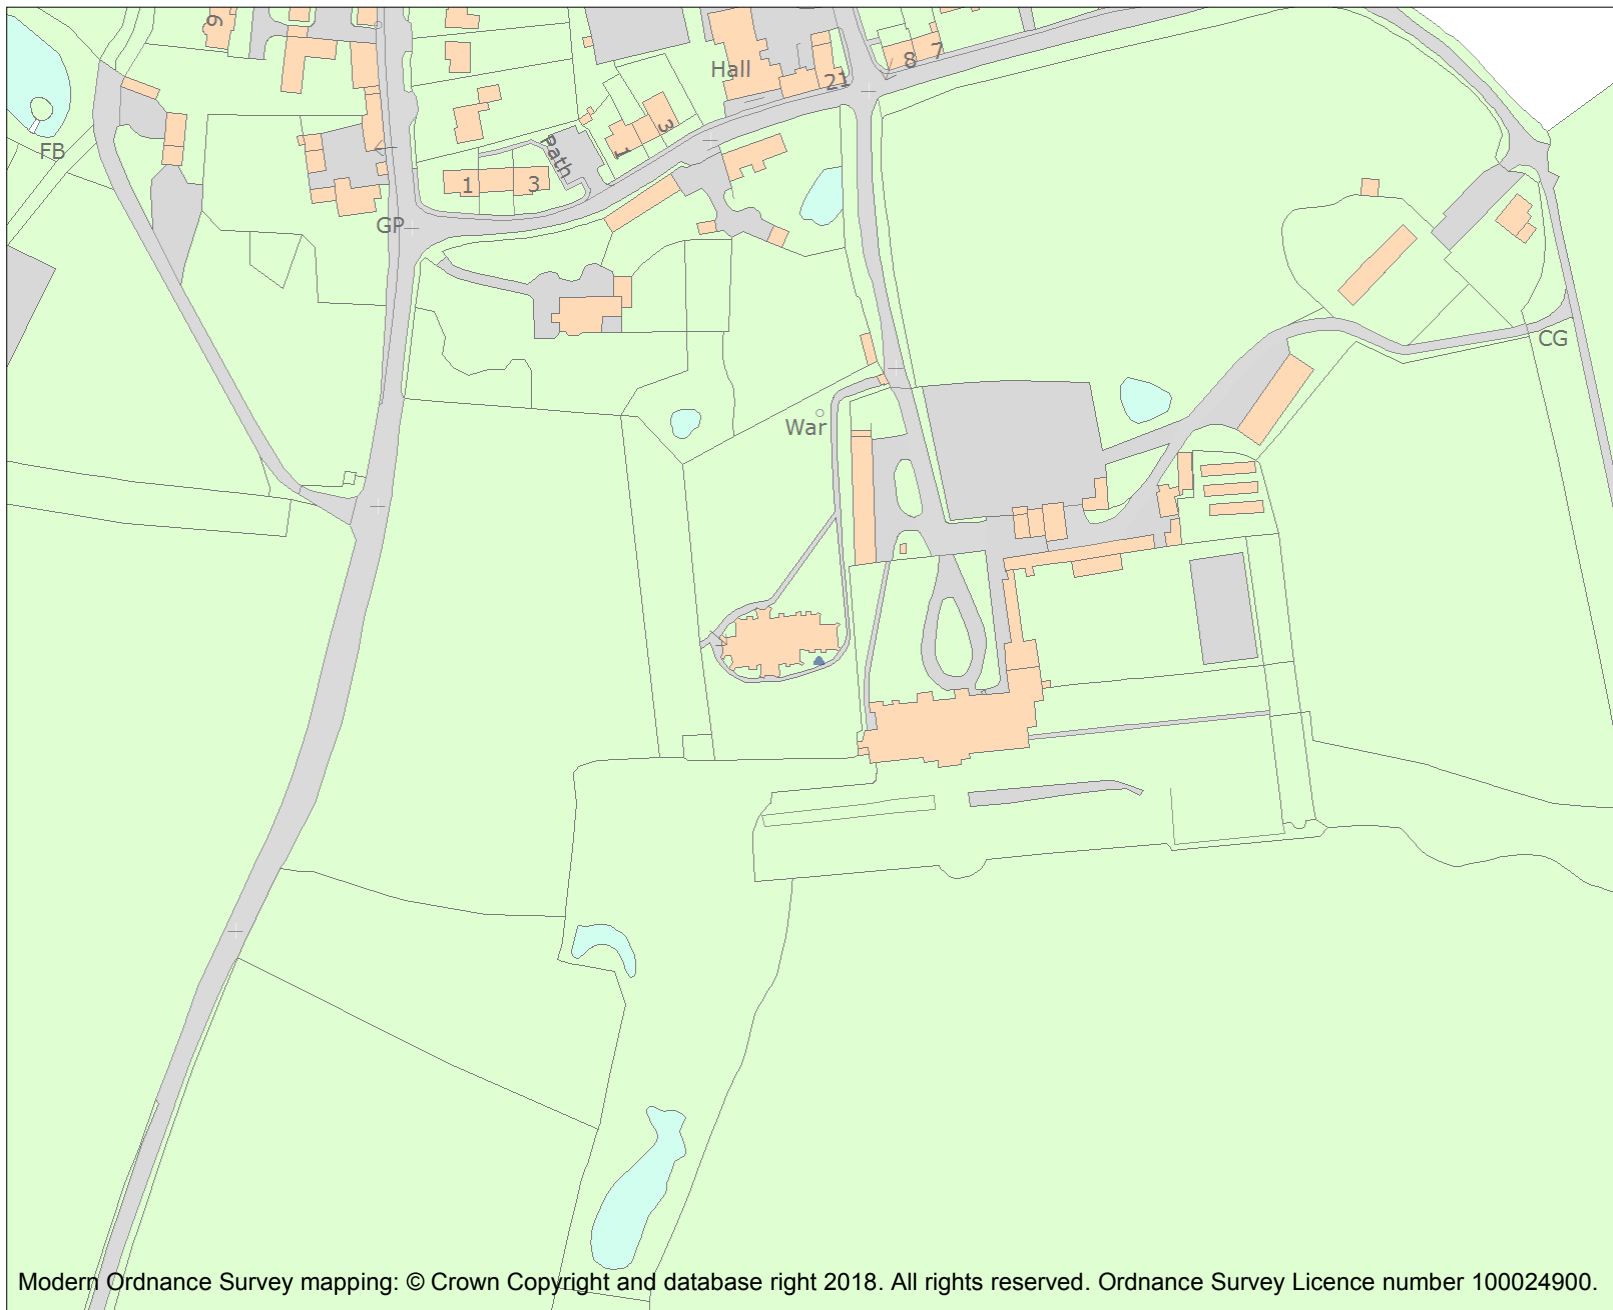 6
Hall
21
8
7
FB
Path
1
3
1
3
GP
CG
War
Modern Ordnance Survey mapping: © Crown Copyright and database right 2018. All rights reserved. Ordnance Survey Licence number 100024900.